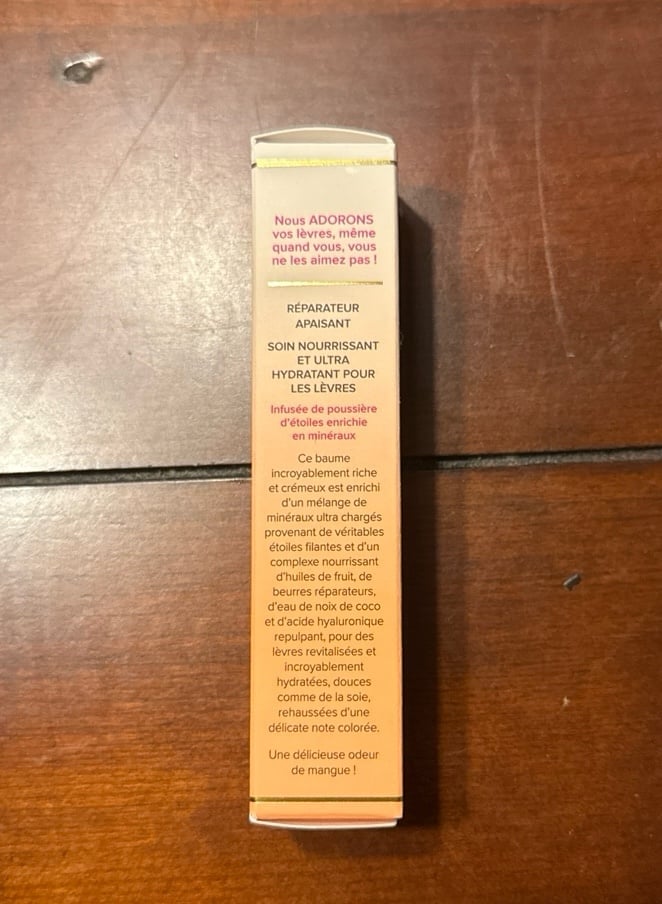 Nous ADORONS
vos lèvres, même
quand vous, vous
ne les aimez pas !
RÉPARATEUR
APAISANT
SOIN NOURRISSANT
ET ULTRA
HYDRATANT POUR
LES LÈVRES
Infusée de poussière
d'étoiles enrichie
en minéraux
Ce baume
incroyablement riche
et crémeux est enrichi
d'un mélange de
minéraux ultra chargés
provenant de véritables
étoiles filantes et d'un
complexe nourrissant
d'huiles de fruit, de
beurres réparateurs,
d'eau de noix de coco
et d'acide hyaluronique
repulpant, pour des
lèvres revitalisées et
incroyablement
hydratées, douces
comme de la soie,
rehaussées d'une
délicate note colorée.
Une délicieuse odeur
de mangue !